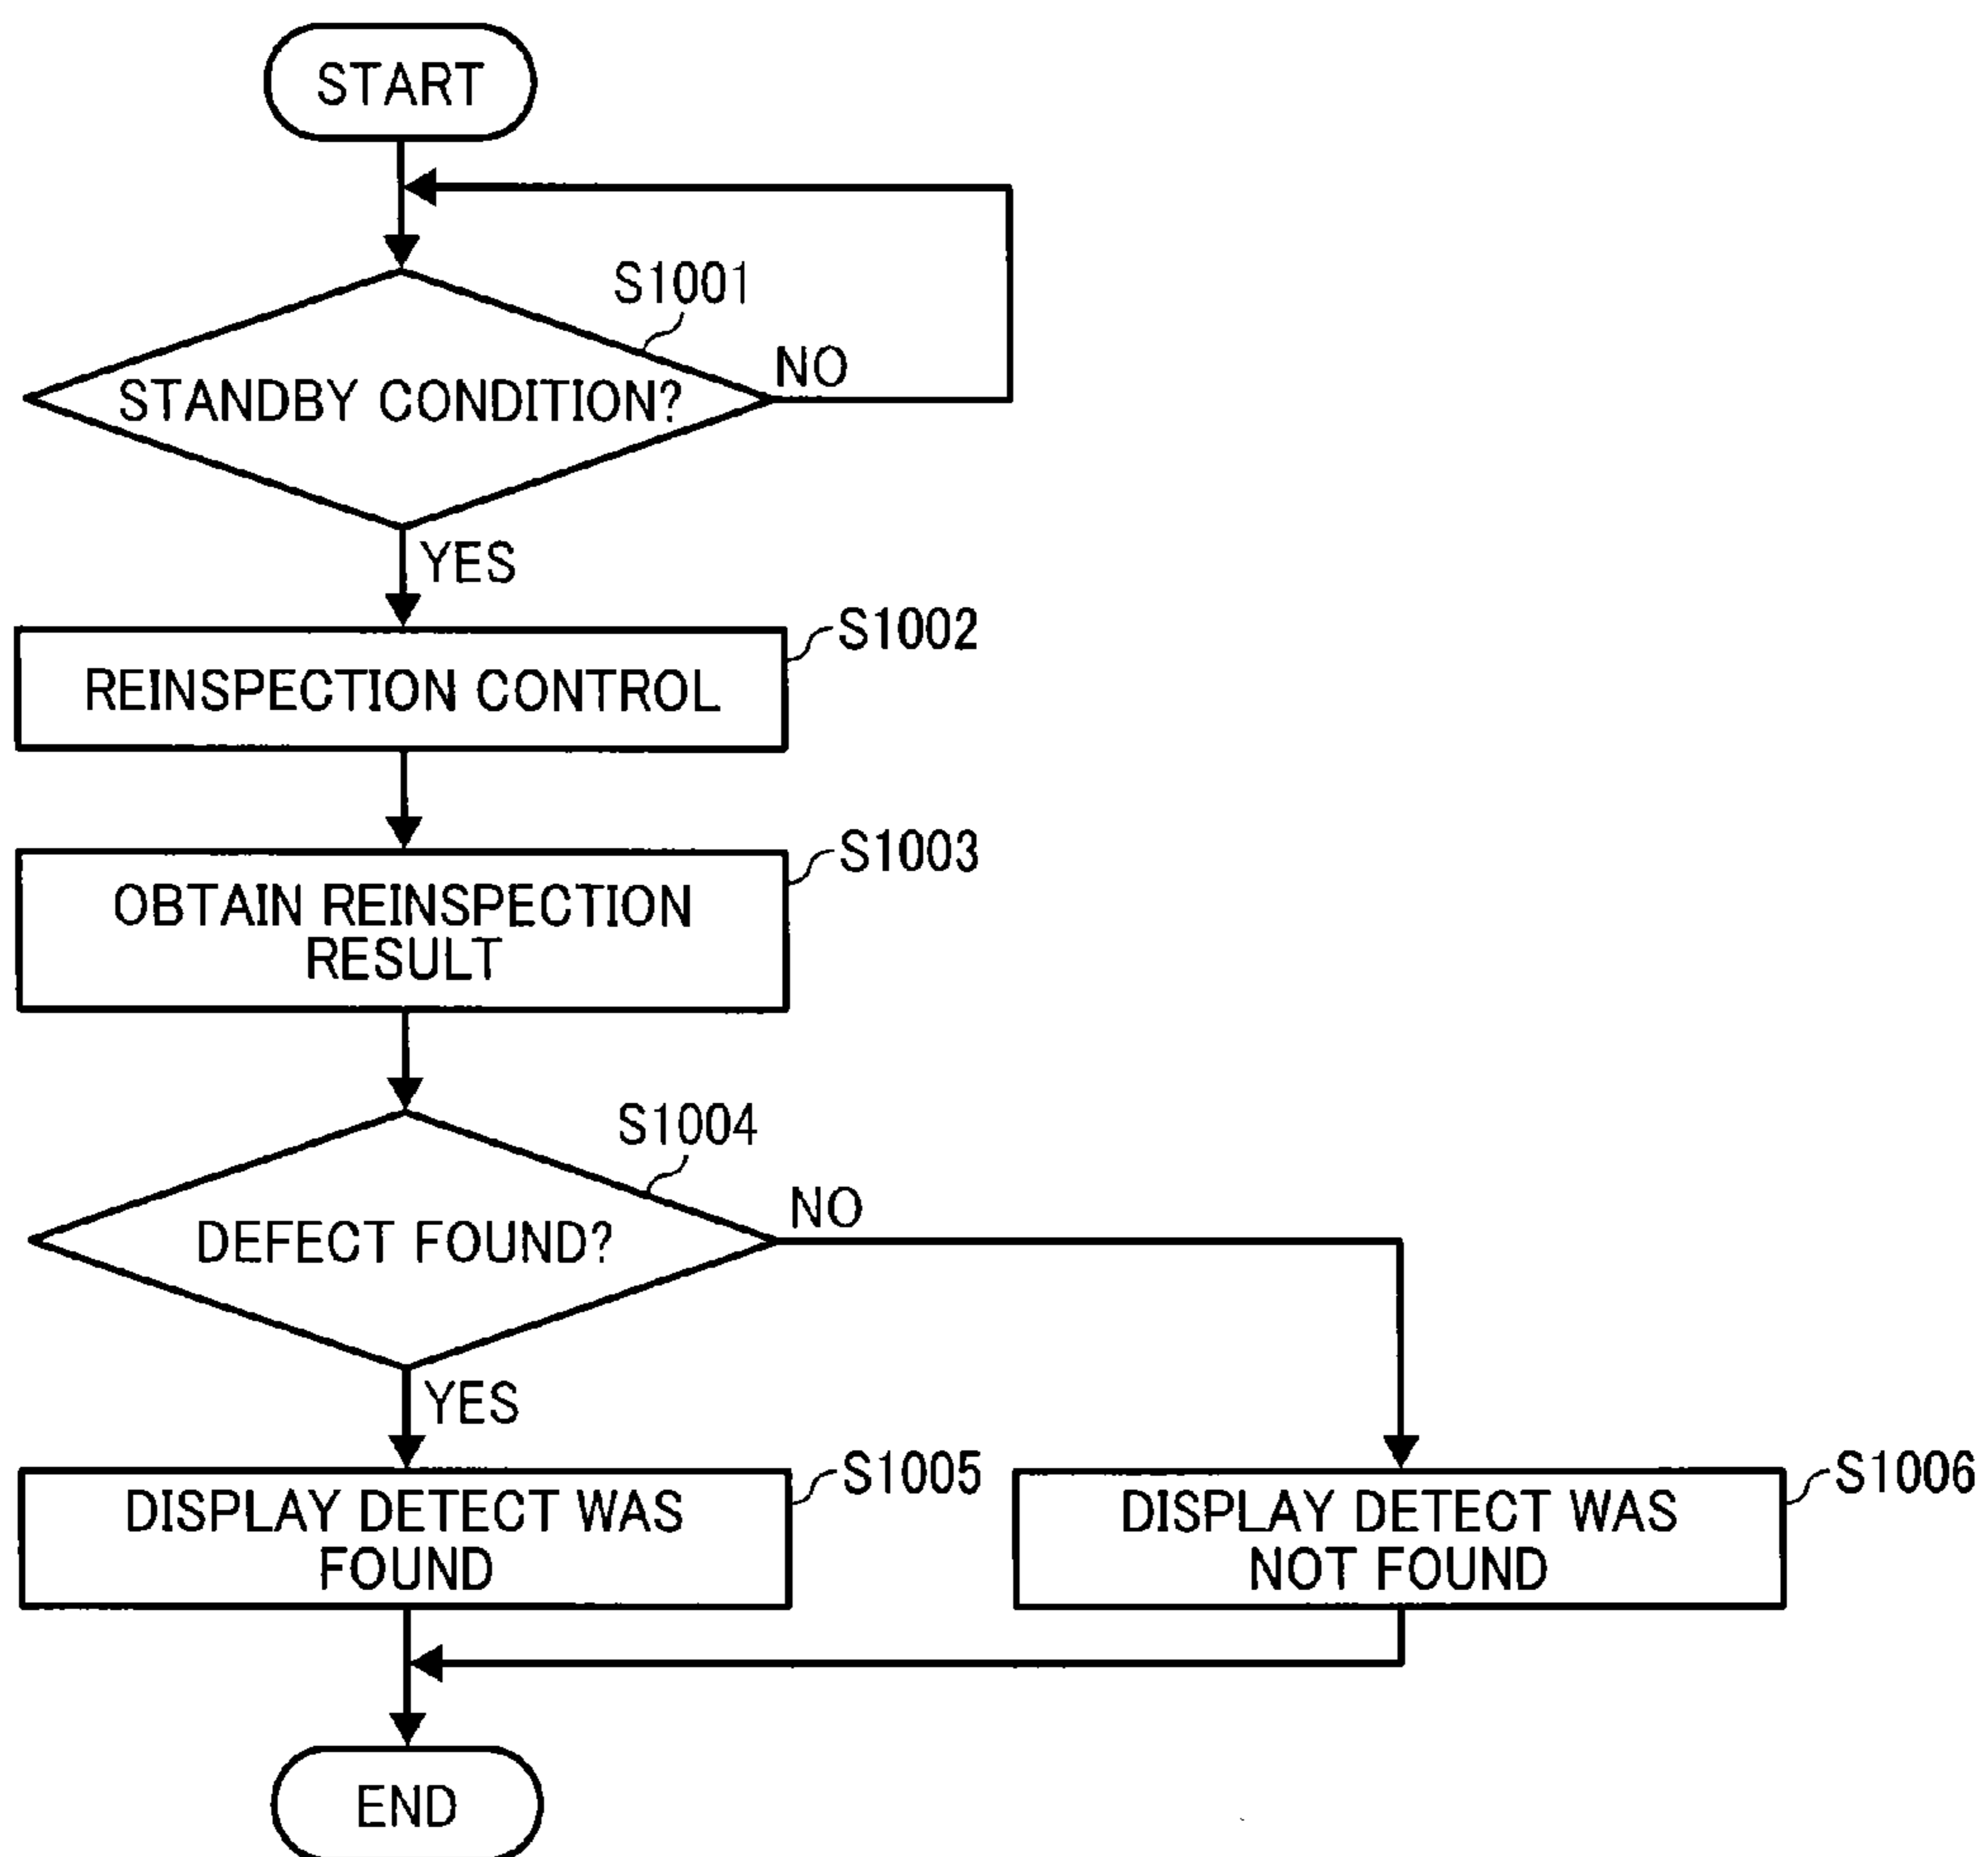 START
S1001
STANDBY CONDITION?
NO
YES
S1002
REINSPECTION CONTROL
S1003
OBTAIN REINSPECTION
RESULT
S1004
DEFECT FOUND?
NO
YES
S1005
DISPLAY DETECT WAS
FOUND
S1006
DISPLAY DETECT WAS
NOT FOUND
END